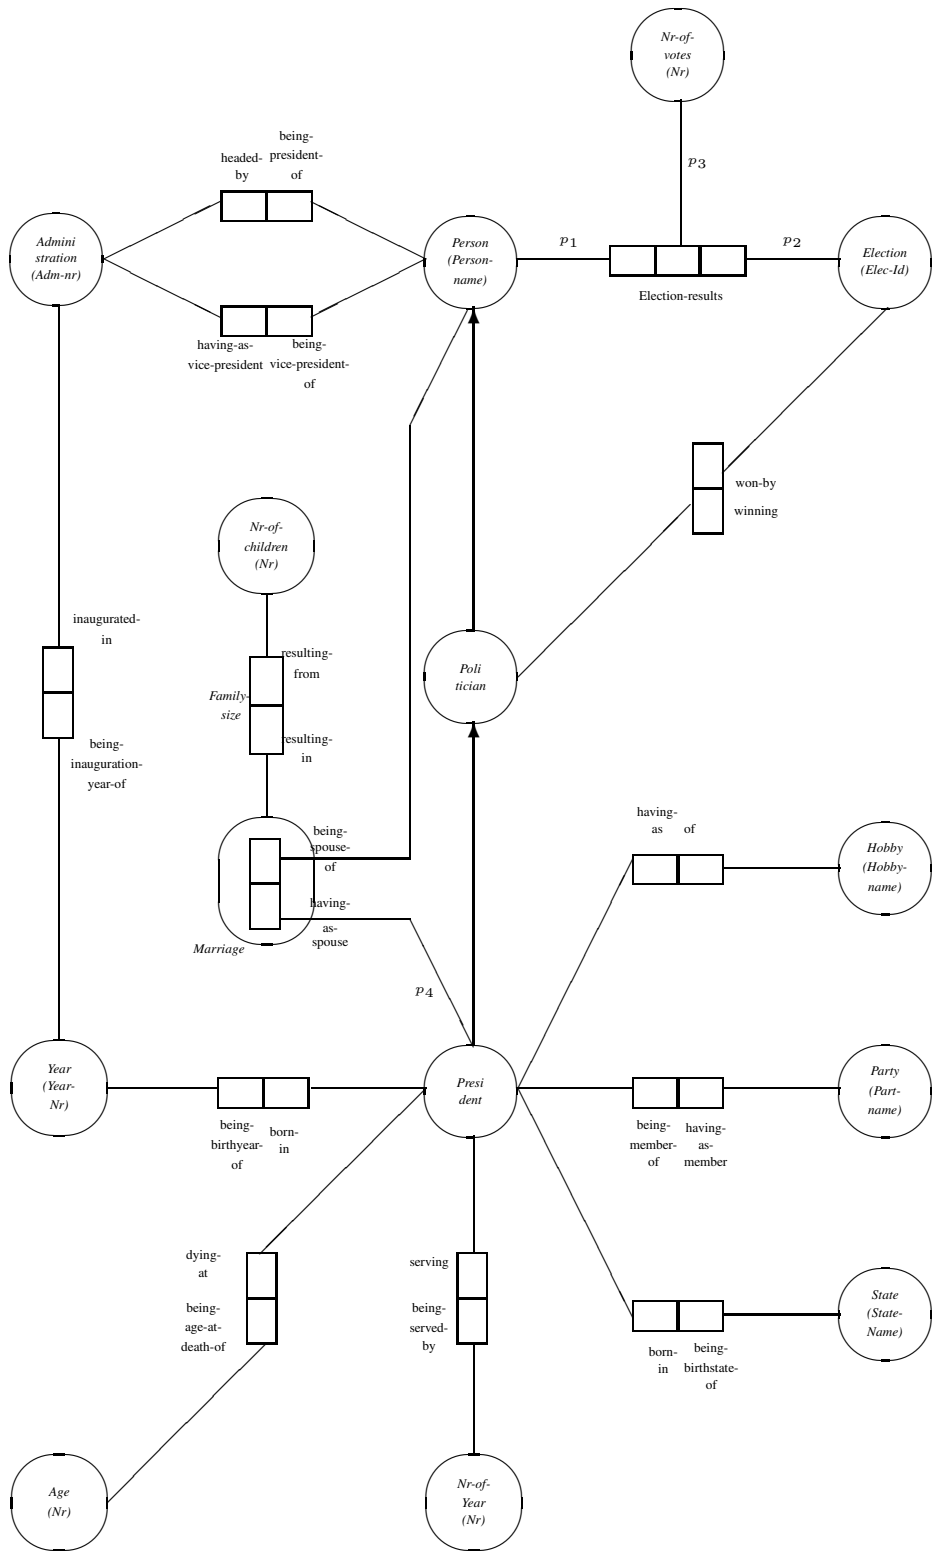 Nr-of-
votes
(Nr)
being-
president-
of
headed-
by
p3
Admini
stration
(Adm-nr)
Person
(Person-
name)
p1
p2
Election
(Elec-Id)
Election-results
having-as-
vice-president
being-
vice-president-
of
won-by
winning
Nr-of-
children
(Nr)
inaugurated-
in
resulting-
from
Family-
size
resulting-
in
Poli
tician
being-
inauguration-
year-of
being-
spouse-
of
having-
as-
spouse
Marriage
having-
as
of
Hobby
(Hobby-
name)
p4
Year
(Year-
Nr)
Presi
dent
Party
(Part-
name)
being-
birthyear-
of
born-
in
being-
member-
of
having-
as-
member
dying-
at
being-
age-at-
death-of
serving
being-
served-
by
State
(State-
Name)
born-
in
being-
birthstate-
of
Age
(Nr)
Nr-of-
Year
(Nr)